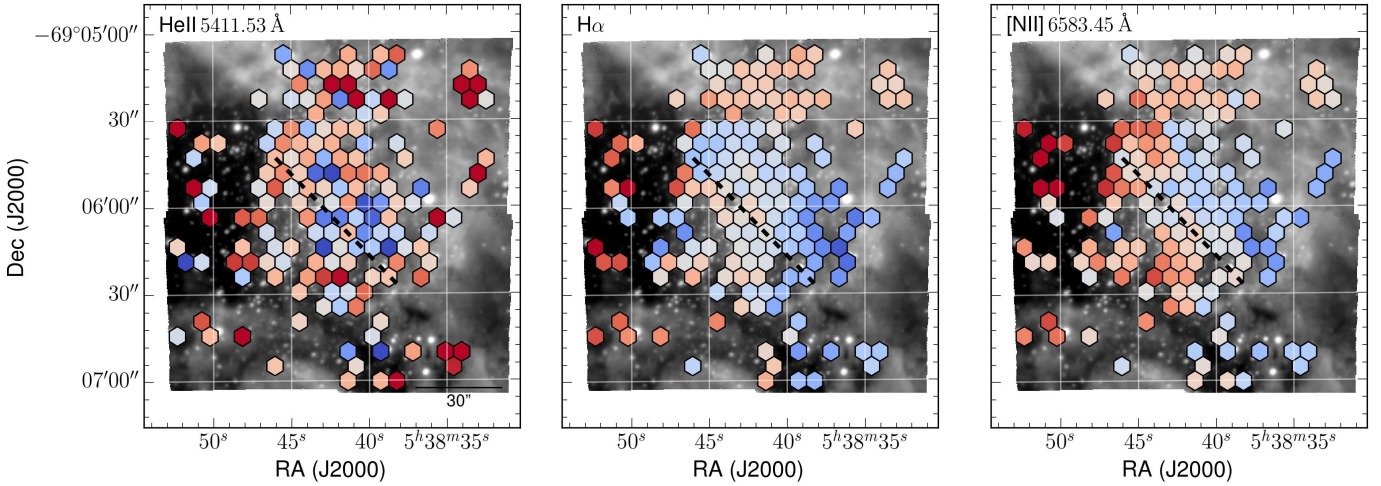 HeII 5411.53 Å
Hα
[NII] 6583.45 Å
−69°05′00″
30″
06′00″
30″
07′00″
Dec (J2000)
30”
50ˢ 45ˢ 40ˢ 5ʰ38ᵐ35ˢ
50ˢ 45ˢ 40ˢ 5ʰ38ᵐ35ˢ
50ˢ 45ˢ 40ˢ 5ʰ38ᵐ35ˢ
RA (J2000)
RA (J2000)
RA (J2000)